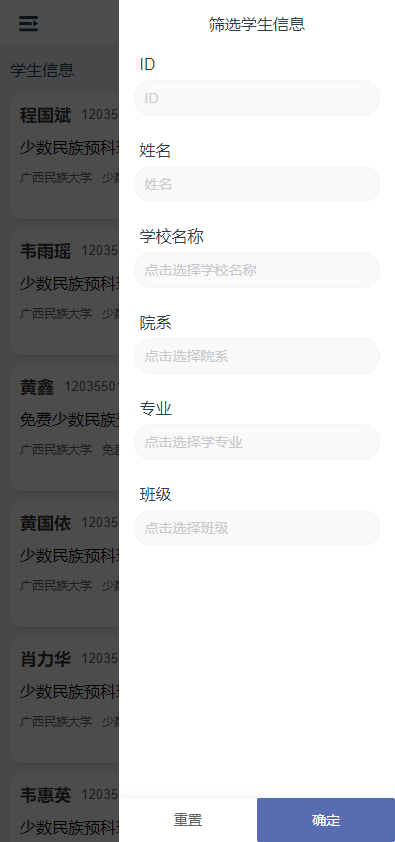 学生信息
程国斌 12035
少数民族预科
广西民族大学 少数
韦雨瑶 12035
少数民族预科
广西民族大学 少数
黄鑫 12035501
免费少数民族预
广西民族大学 免费
黄国依 12035
少数民族预科
广西民族大学 少数
肖力华 12035
少数民族预科
广西民族大学 少数
韦惠英 12035
少数民族预科
筛选学生信息
ID
ID
姓名
姓名
学校名称
点击选择学校名称
院系
点击选择院系
专业
点击选择学专业
班级
点击选择班级
重置 确定